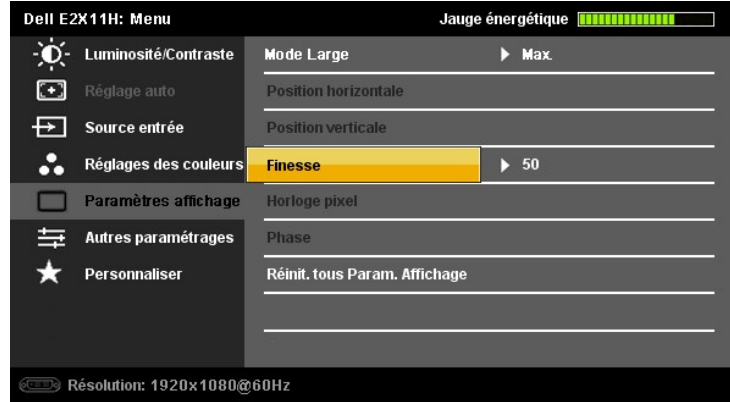 Dell E2X11H: Menu Jauge énergétique
Luminosité/Contraste Mode Large Max.
Réglage auto Position horizontale
Source entrée Position verticale
Réglages des couleurs Finesse 50
Paramètres affichage Horloge pixel
Autres paramétrages Phase
Personnaliser Réinit. tous Param. Affichage
Résolution: 1920x1080@60Hz